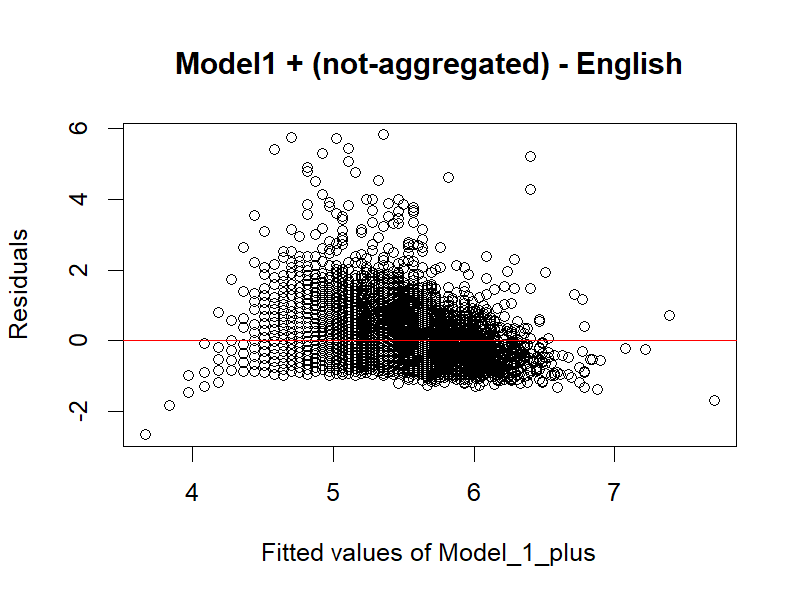 Model1 + (not-aggregated) - English
6
4
2
0
-2
Residuals
4 5 6 7
Fitted values of Model_1_plus